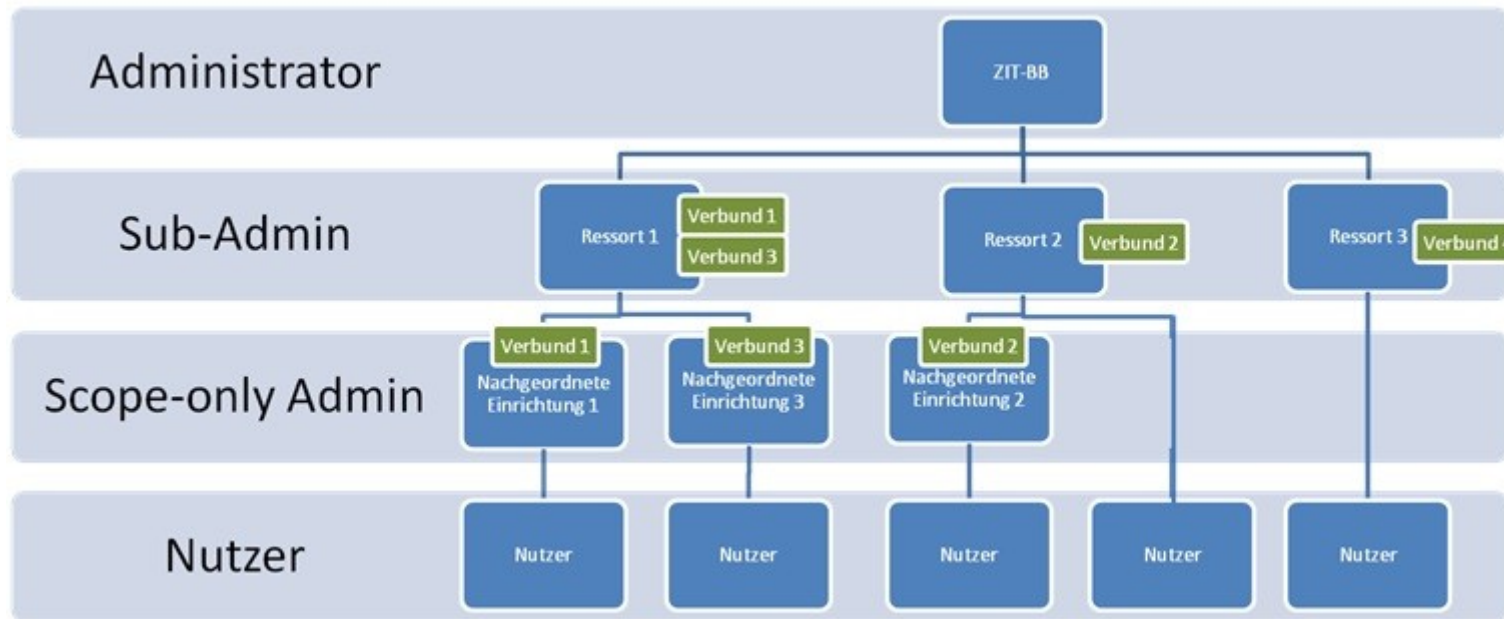 Administrator
ZIT-BB
Sub-Admin
Ressort 1
Verbund 1
Verbund 3
Ressort 2
Verbund 2
Ressort 3
Verbund
Scope-only Admin
Verbund 1
Nachgeordnete
Einrichtung 1
Verbund 3
Nachgeordnete
Einrichtung 3
Verbund 2
Nachgeordnete
Einrichtung 2
Nutzer
Nutzer
Nutzer
Nutzer
Nutzer
Nutzer